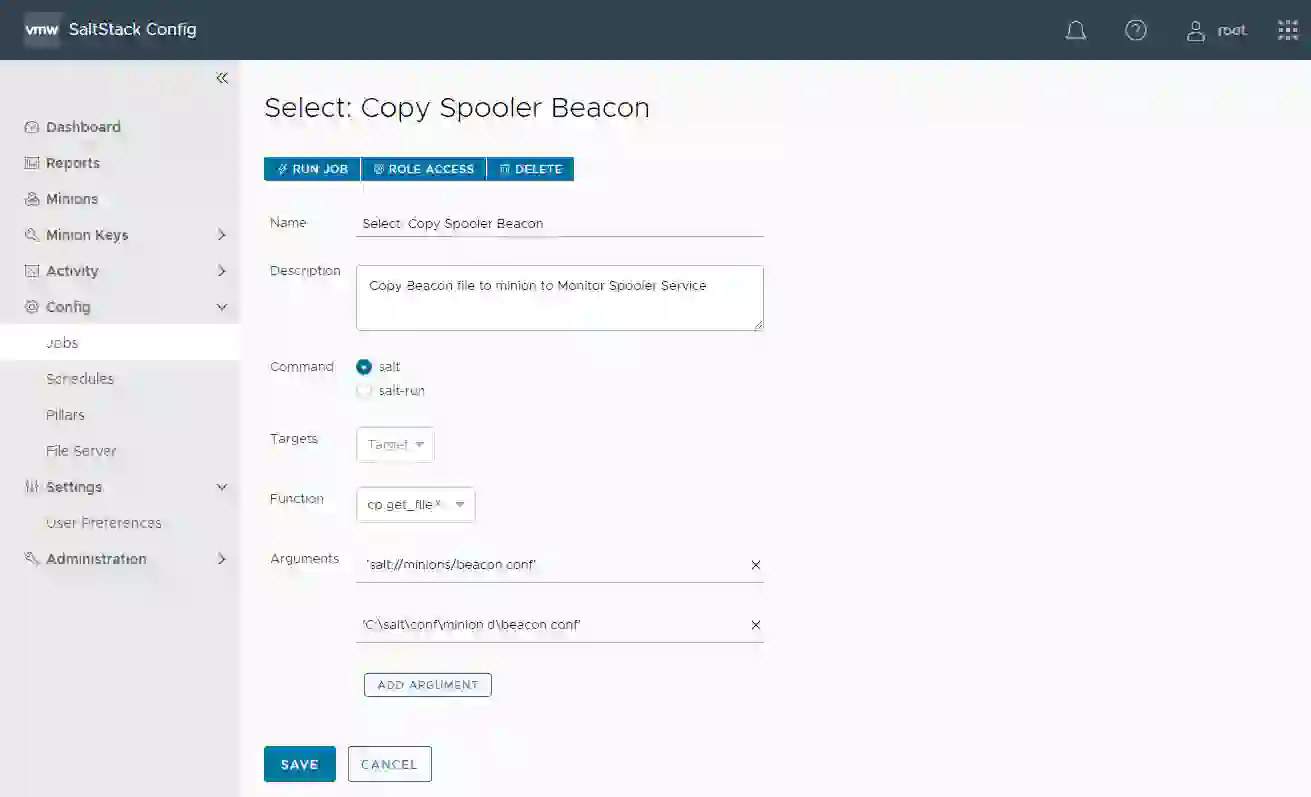 vmw SaltStack Config
root
Dashboard
Reports
Minions
Minion Keys
Activity
Config
Jobs
Schedules
Pillars
File Server
Settings
User Preferences
Administration
Select: Copy Spooler Beacon
RUN JOB ROLE ACCESS DELETE
Name Select: Copy Spooler Beacon
Description Copy Beacon file to minion to Monitor Spooler Service
Command salt
salt-run
Targets Target
Function cp.get_file*
Arguments 'salt://minions/beacon.conf'
'C:\salt\conf\minion.d\beacon.conf'
ADD ARGUMENT
SAVE CANCEL